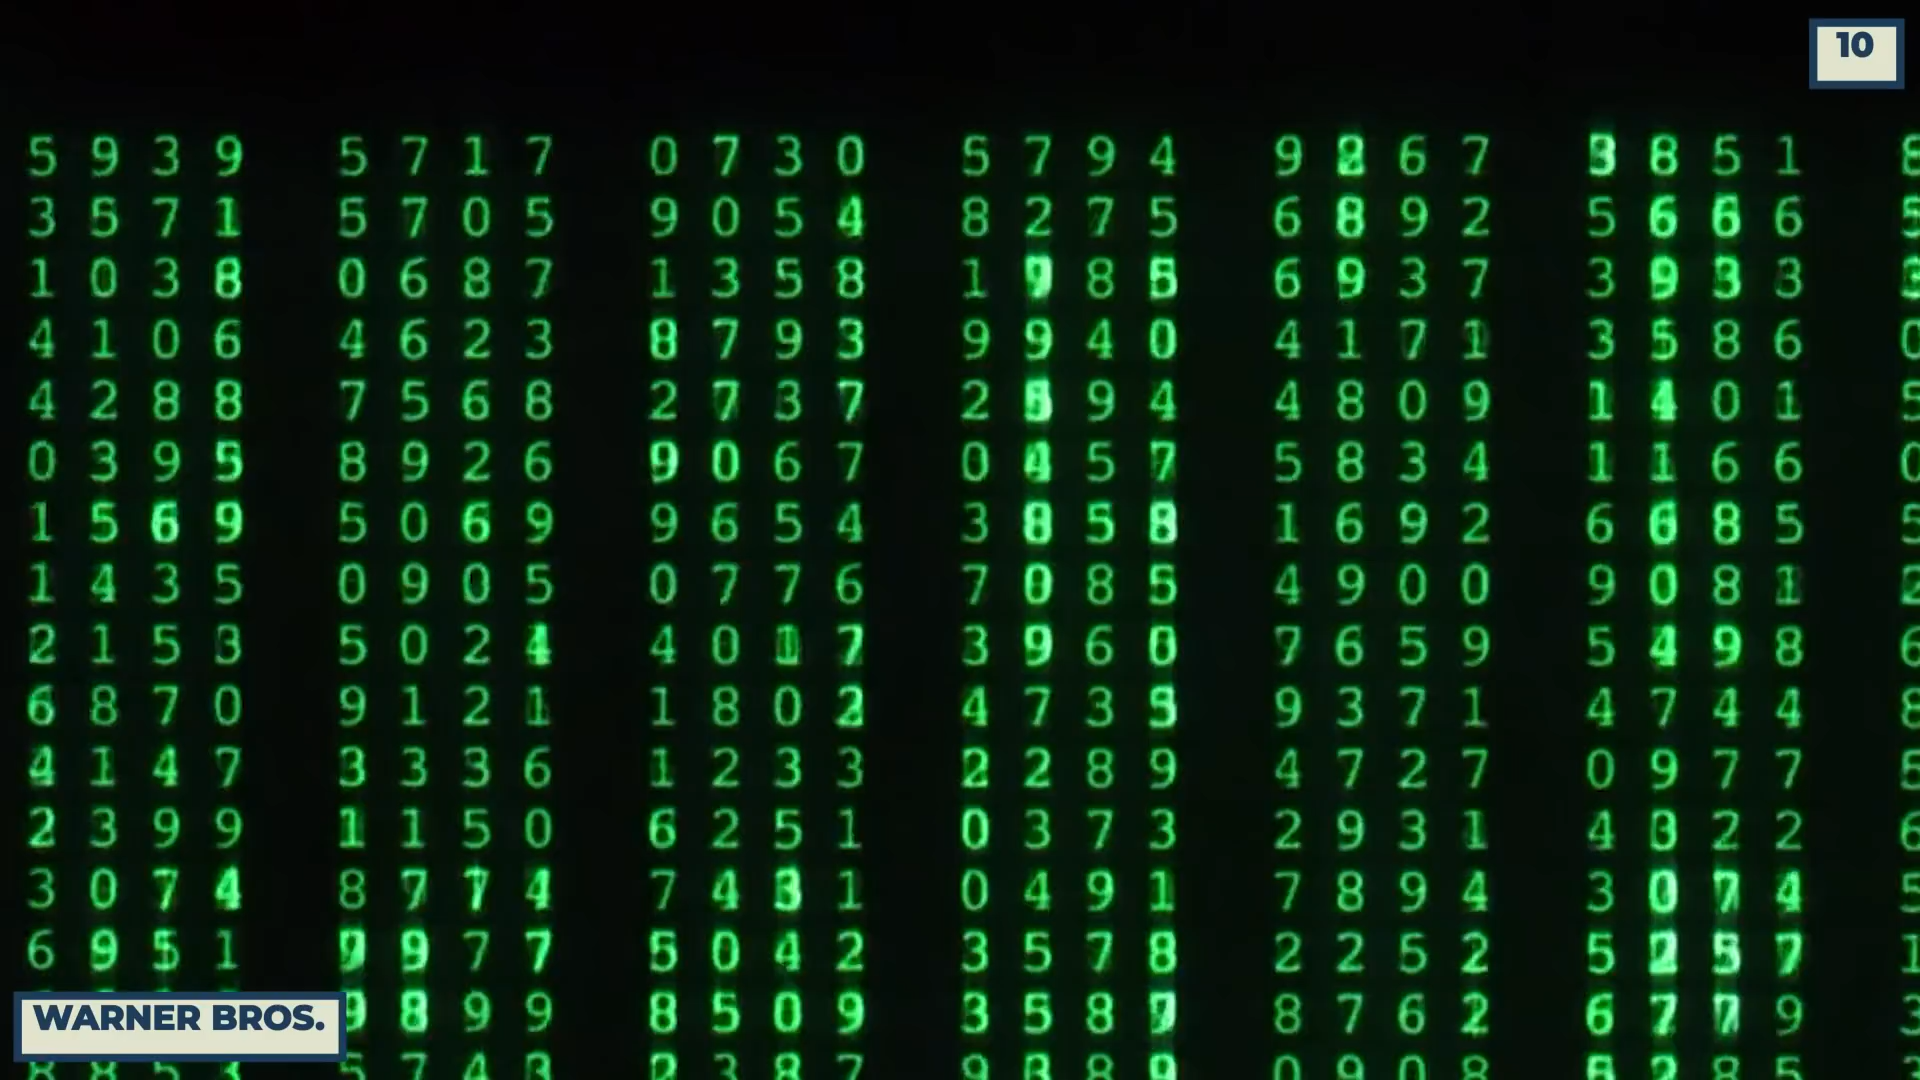 10
5 9 3 9 5 7 1 7 0 7 3 0 5 7 9 4 9 6 7 8 5 1
3 5 7 1 5 7 0 5 9 0 5 4 8 2 7 5 6 8 9 2 5 6 6 6
1 0 3 8 0 6 8 7 1 3 5 8 1 8 6 9 3 7 3 9 3 3
4 1 0 6 4 6 2 3 8 7 9 3 9 9 4 0 4 1 7 1 3 5 8 6
4 2 8 8 7 5 6 8 2 7 3 7 2 9 4 4 8 0 9 1 4 0 1
0 3 9 5 8 9 2 6 9 0 6 7 0 4 5 7 5 8 3 4 1 1 6 6
1 5 6 9 5 0 6 9 9 6 5 4 3 5 8 1 6 9 2 6 6 8 5
1 4 3 5 0 9 0 5 0 7 7 6 7 0 8 5 4 9 0 0 9 0 8 1
2 1 5 3 5 0 2 4 4 0 1 7 3 9 6 0 7 6 5 9 5 4 9 8
6 8 7 0 9 1 2 1 1 8 0 2 4 7 3 9 3 7 1 4 7 4 4
4 1 4 7 3 3 3 6 1 2 3 3 2 2 8 9 4 7 2 7 0 9 7 7
2 3 9 9 1 1 5 0 6 2 5 1 0 3 7 3 2 9 3 1 4 2 2
3 0 7 4 8 7 7 4 7 4 3 1 0 4 9 1 7 8 9 4 3 0 7 4
6 9 5 1 9 7 7 5 0 4 2 3 5 7 8 2 2 5 2 5 7
8 9 9 8 5 0 9 3 5 8 8 7 6 2 6 7 7 9
WARNER BROS.